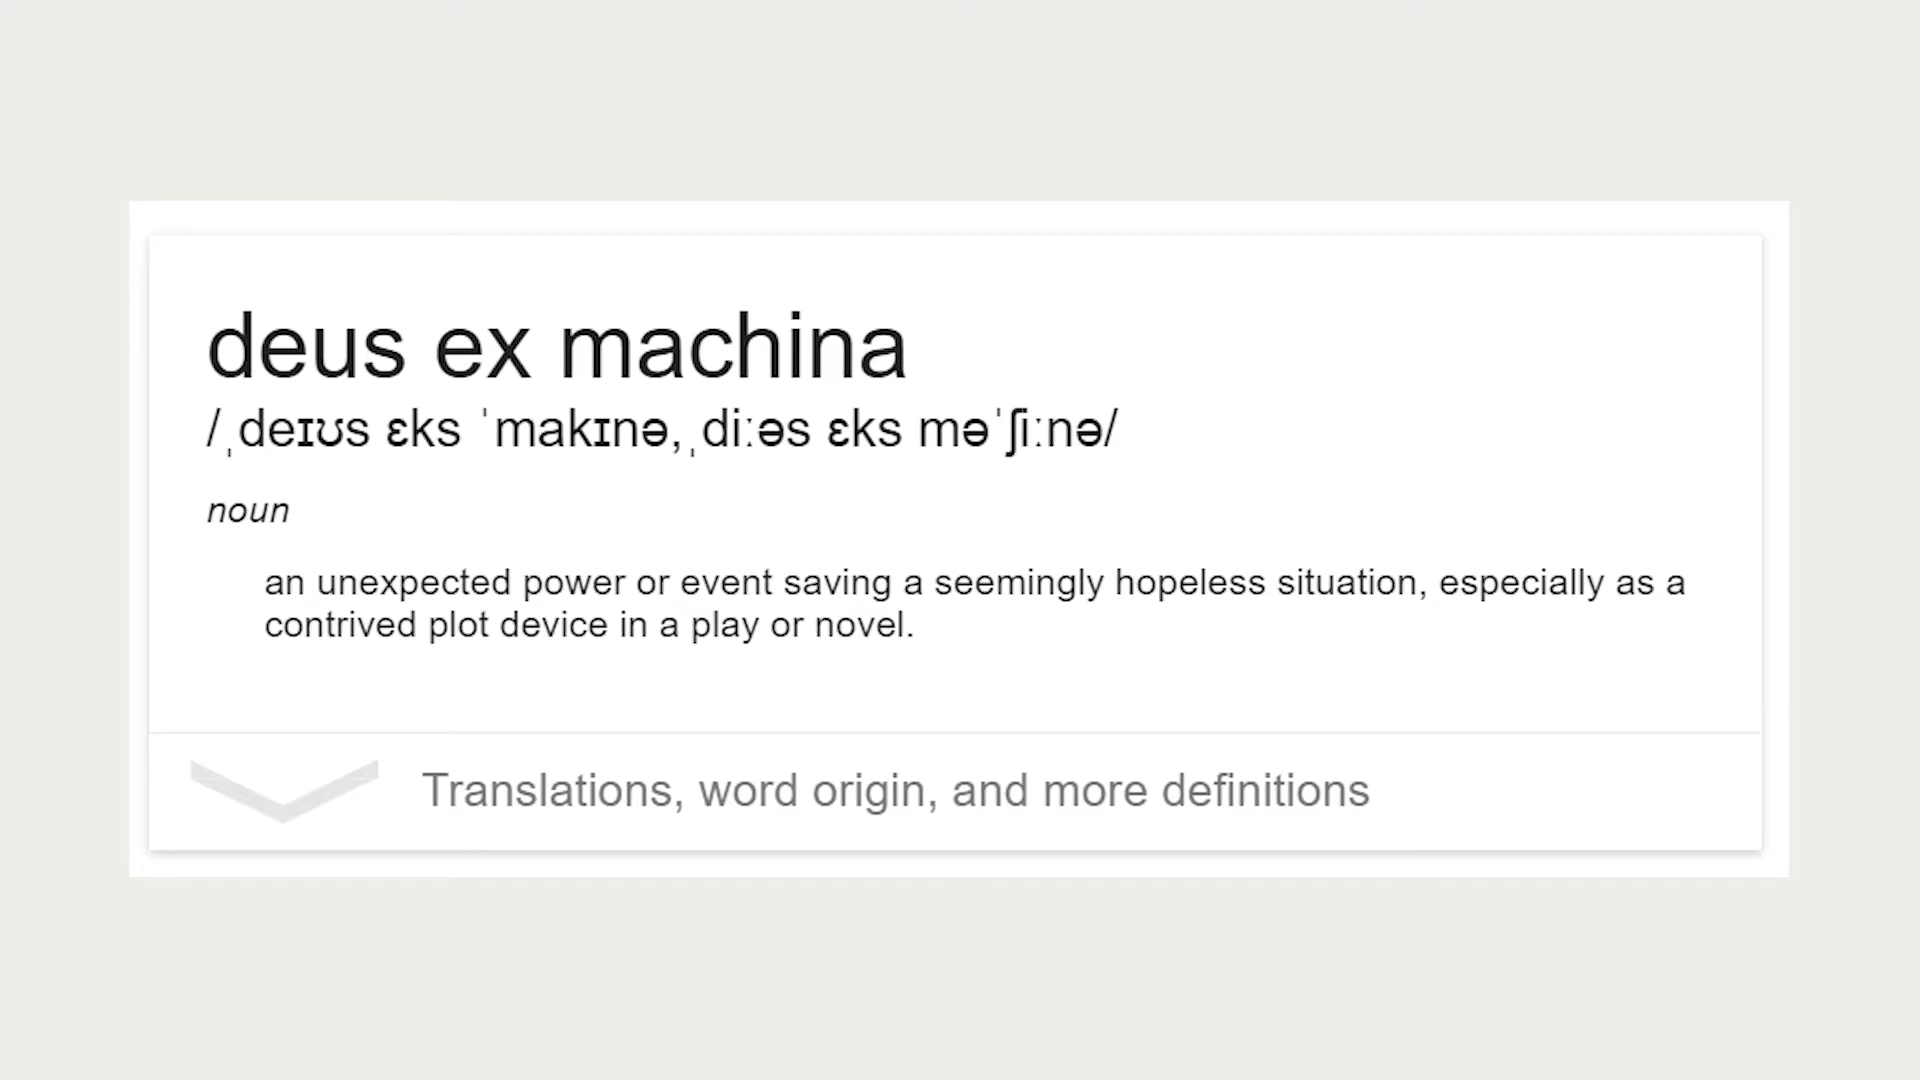 deus ex machina
/ˌdeɪʊs ɛks ˈmakɪnə,ˌdiːəs ɛks məˈʃiːnə/
noun
an unexpected power or event saving a seemingly hopeless situation, especially as a
contrived plot device in a play or novel.
Translations, word origin, and more definitions